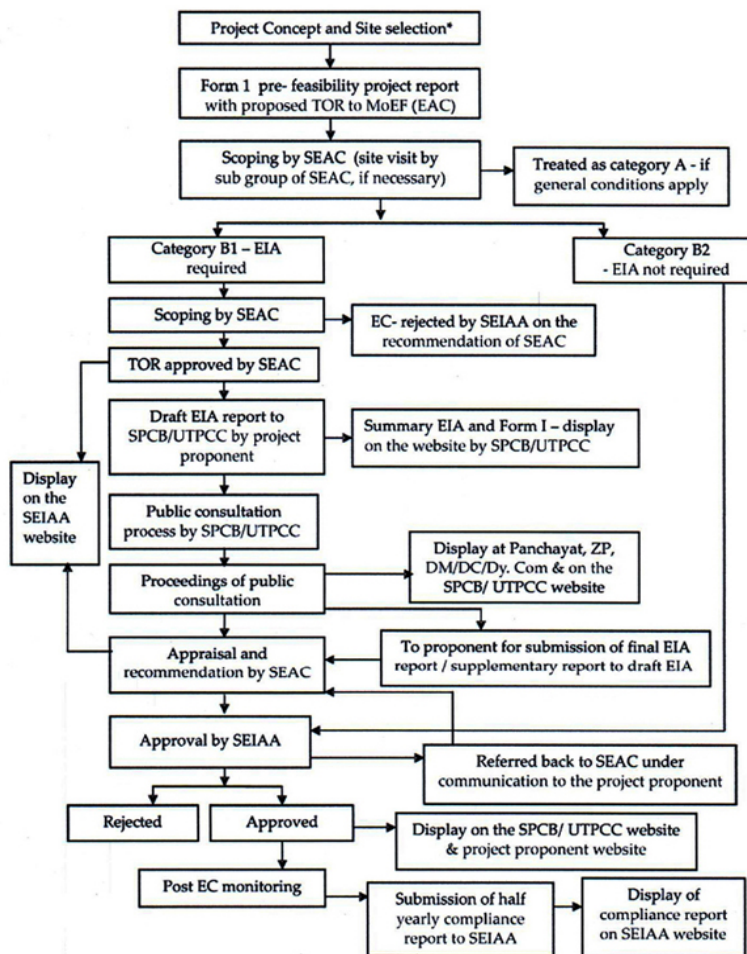 Project Concept and Site selection*
Form 1 pre- feasibility project report
with proposed TOR to MoEF (EAC)
Scoping by SEAC (site visit by
sub group of SEAC, if necessary)
Treated as category A - if
general conditions apply
Category B1 – EIA
required
Category B2
- EIA not required
Scoping by SEAC
EC- rejected by SEIAA on the
recommendation of SEAC
TOR approved by SEAC
Draft EIA report to
SPCB/UTPCC by project
proponent
Summary EIA and Form I – display
on the website by SPCB/UTPCC
Display
on the
SEIAA
website
Public consultation
process by SPCB/UTPCC
Display at Panchayat, ZP,
DM/DC/Dy. Com & on the
SPCB/ UTPCC website
Proceedings of public
consultation
To proponent for submission of final EIA
report / supplementary report to draft EIA
Appraisal and
recommendation by SEAC
Approval by SEIAA
Referred back to SEAC under
communication to the project proponent
Rejected
Approved
Display on the SPCB/ UTPCC website
& project proponent website
Post EC monitoring
Submission of half
yearly compliance
report to SEIAA
Display of
compliance report
on SEIAA website